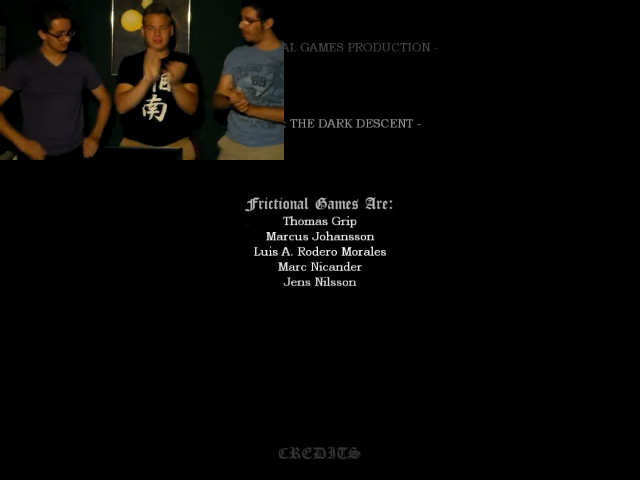 AL GAMES PRODUCTION -
: THE DARK DESCENT -
南
Frictional Games Are:
Thomas Grip
Marcus Johansson
Luis A. Rodero Morales
Marc Nicander
Jens Nilsson
CREDITS